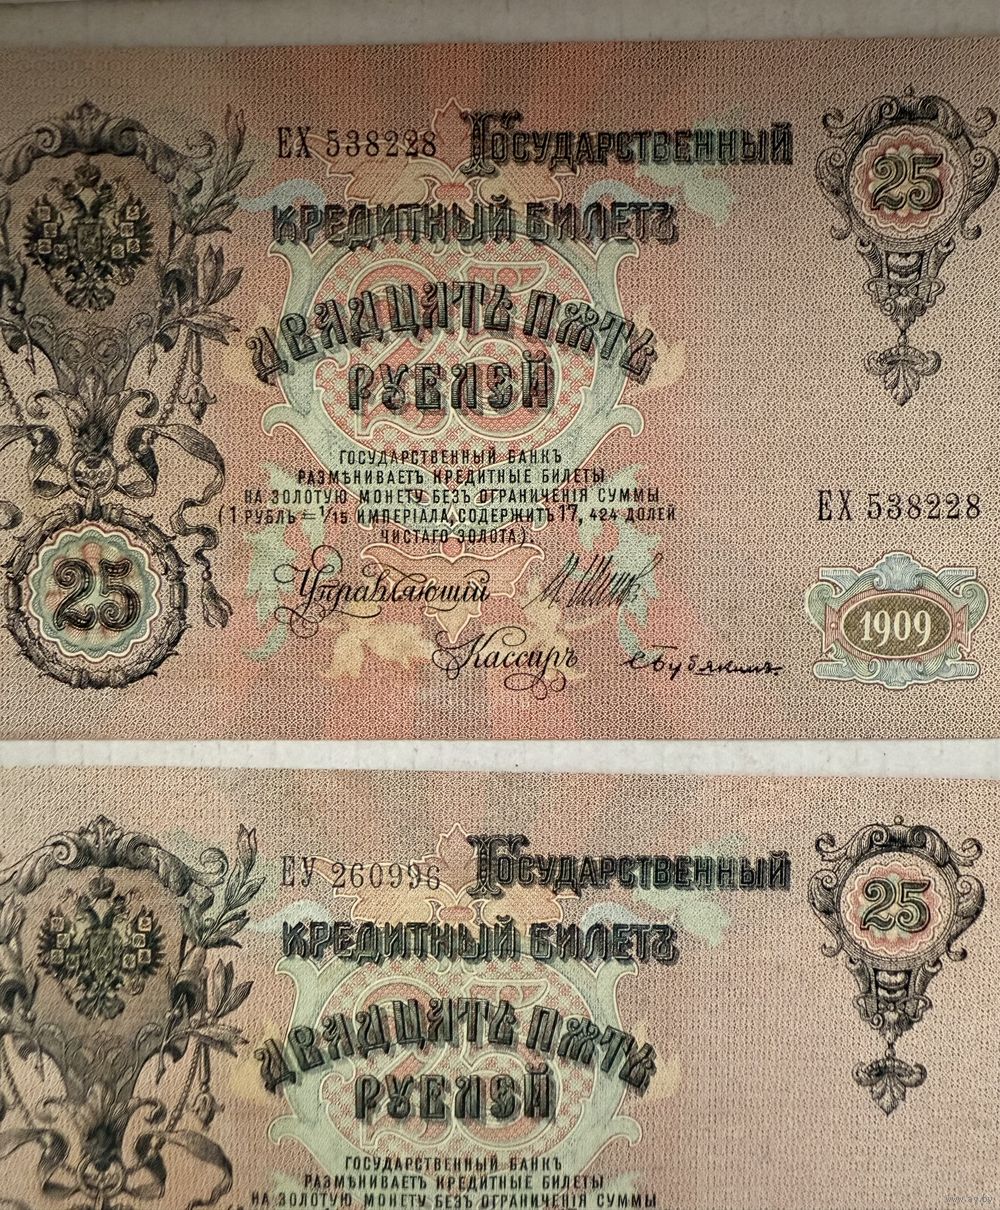 ЕХ 538228 ГОСУДАРСТВЕННЫЙ
25
КРЕДИТНЫЙ БИЛЕТЪ
25
ДВАДЦАТЬ ПЯТЬ
РУБЛЕЙ
ГОСУДАРСТВЕННЫЙ БАНКЪ
РАЗМѢНИВАЕТЪ КРЕДИТНЫЕ БИЛЕТЫ
НА ЗОЛОТУЮ МОНЕТУ БЕЗЪ ОГРАНИЧЕНІЯ СУММЫ
(1 РУБЛЬ = 1/15 ИМПЕРІАЛА, СОДЕРЖИТЪ 17, 424 ДОЛЕЙ
ЧИСТАГО ЗОЛОТА).
ЕХ 538228
25
Управляющій
1909
Кассиръ
ЕУ 260996 ГОСУДАРСТВЕННЫЙ
25
КРЕДИТНЫЙ БИЛЕТЪ
25
ДВАДЦАТЬ ПЯТЬ
РУБЛЕЙ
ГОСУДАРСТВЕННЫЙ БАНКЪ
РАЗМѢНИВАЕТЪ КРЕДИТНЫЕ БИЛЕТЫ
НА ЗОЛОТУЮ МОНЕТУ БЕЗЪ ОГРАНИЧЕНІЯ СУММЫ